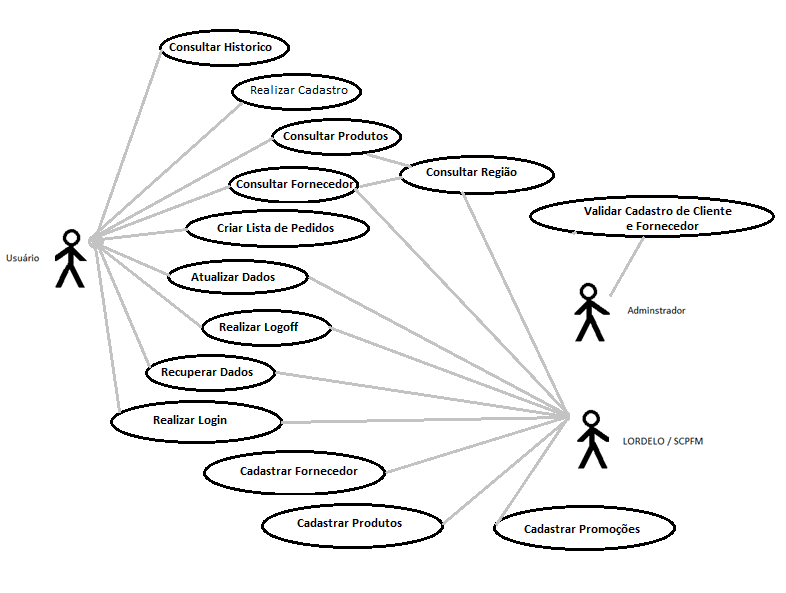 Consultar Historico
Realizar Cadastro
Consultar Produtos
Consultar Região
Consultar Fornecedor
Validar Cadastro de Cliente
e Fornecedor
Criar Lista de Pedidos
Usuário
Atualizar Dados
Adminstrador
Realizar Logoff
Recuperar Dados
Realizar Login
LORDELO / SCPFM
Cadastrar Fornecedor
Cadastrar Produtos
Cadastrar Promoções